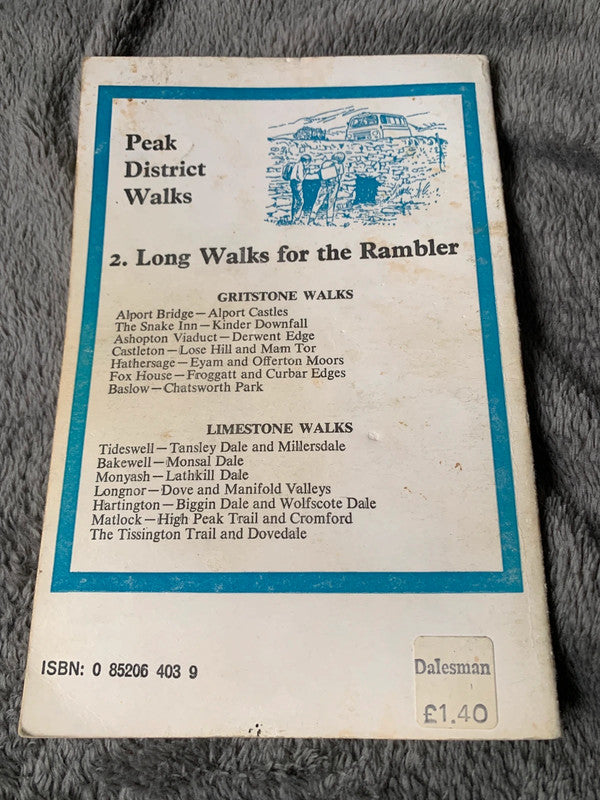 Peak
District
Walks
2. Long Walks for the Rambler
GRITSTONE WALKS
Alport Bridge—Alport Castles
The Snake Inn—Kinder Downfall
Ashopton Viaduct—Derwent Edge
Castleton—Lose Hill and Mam Tor
Hathersage—Eyam and Offerton Moors
Fox House—Froggatt and Curbar Edges
Baslow—Chatsworth Park
LIMESTONE WALKS
Tideswell—Tansley Dale and Millersdale
Bakewell—Monsal Dale
Monyash—Lathkill Dale
Longnor—Dove and Manifold Valleys
Hartington—Biggin Dale and Wolfscote Dale
Matlock—High Peak Trail and Cromford
The Tissington Trail and Dovedale
ISBN: 0 85206 403 9
Dalesman
£1.40